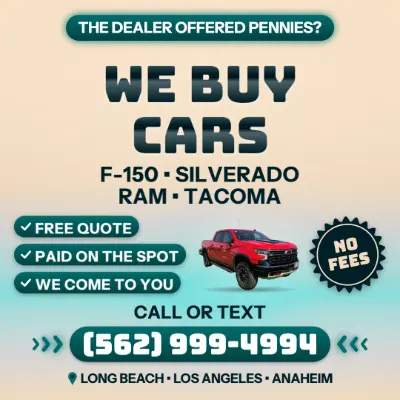 THE DEALER OFFERED PENNIES?
WE BUY
CARS
F-150 ▪ SILVERADO
RAM ▪ TACOMA
FREE QUOTE
PAID ON THE SPOT
WE COME TO YOU
NO
FEES
CALL OR TEXT
(562) 999-4994
LONG BEACH ▪ LOS ANGELES ▪ ANAHEIM